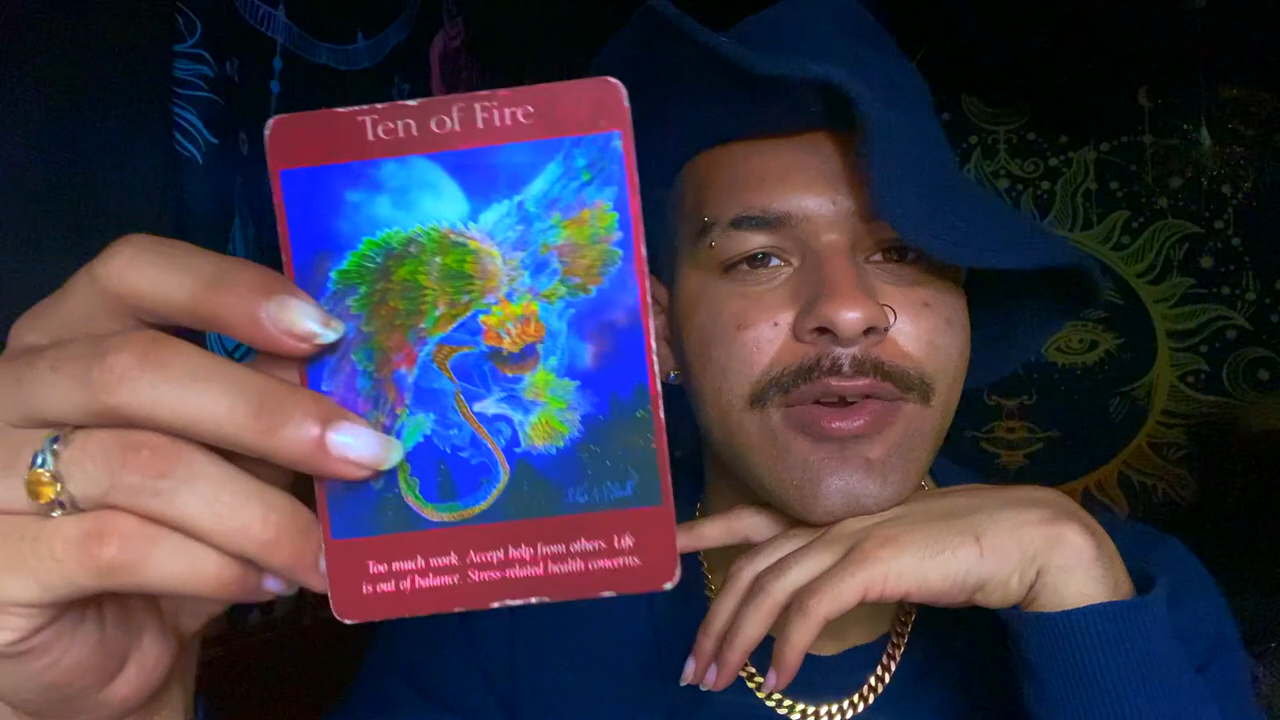 Ten of Fire
Too much work. Accept help from others. Life
is out of balance. Stress-related health concerns.